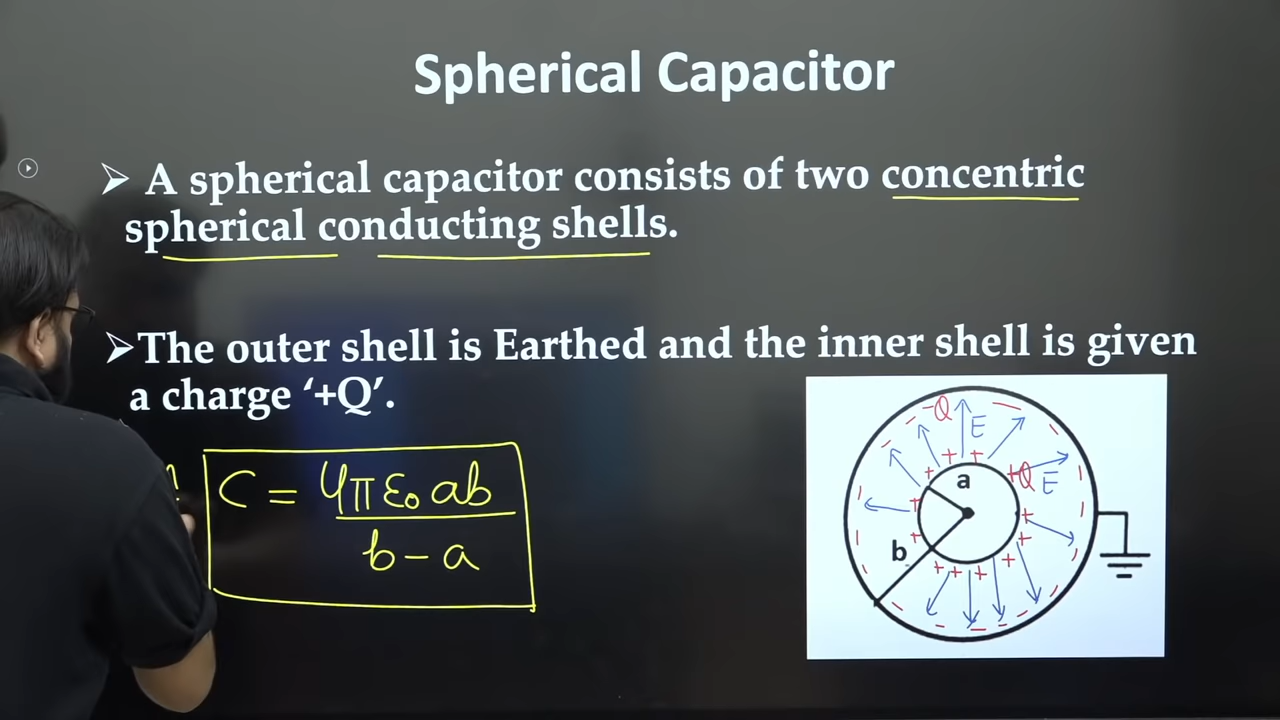 Spherical Capacitor
➢ A spherical capacitor consists of two concentric
spherical conducting shells.
➢The outer shell is Earthed and the inner shell is given
a charge ‘+Q’.
C = 4πε₀ab
b - a
-Q
E
+Q
E
a
b